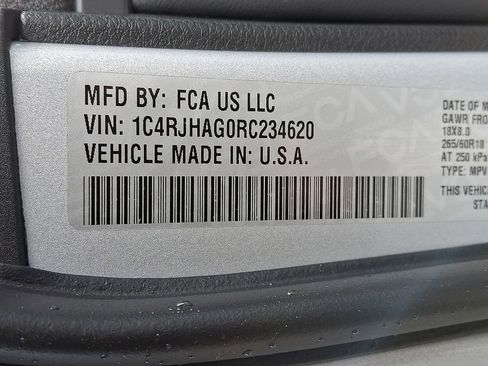 MFD BY: FCA US LLC
VIN: 1C4RJHAG0RC234620
VEHICLE MADE IN: U.S.A.
DATE OF M
GAWR FRO
18X8.0
265/60R18
AT 250 kPa
TYPE: MPV
THIS VEHICL
STA